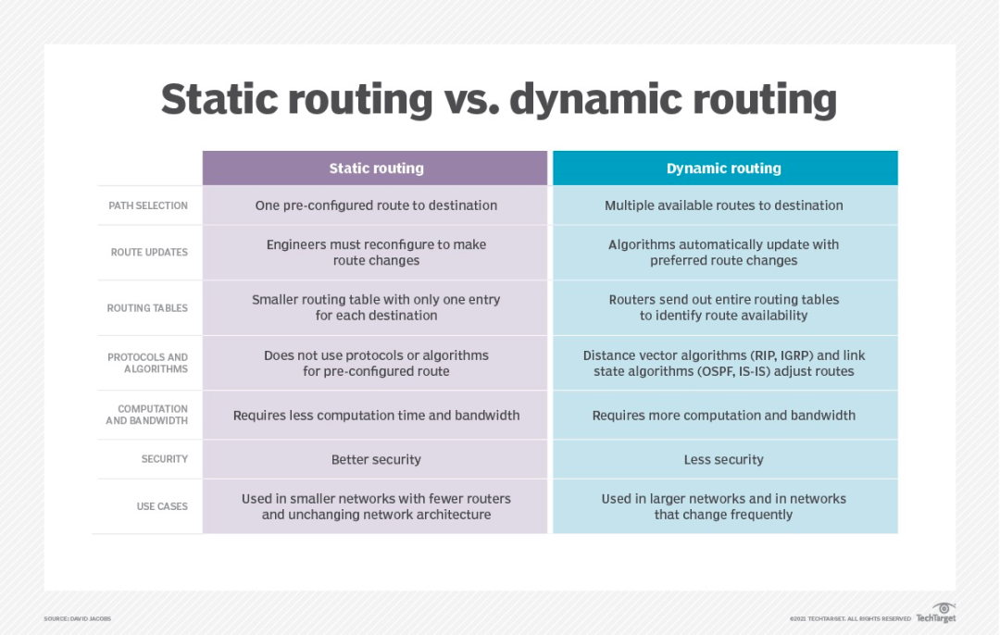 Static routing vs. dynamic routing
Static routing
Dynamic routing
PATH SELECTION
One pre-configured route to destination
Multiple available routes to destination
ROUTE UPDATES
Engineers must reconfigure to make
route changes
Algorithms automatically update with
preferred route changes
ROUTING TABLES
Smaller routing table with only one entry
for each destination
Routers send out entire routing tables
to identify route availability
PROTOCOLS AND
ALGORITHMS
Does not use protocols or algorithms
for pre-configured route
Distance vector algorithms (RIP, IGRP) and link
state algorithms (OSPF, IS-IS) adjust routes
COMPUTATION
AND BANDWIDTH
Requires less computation time and bandwidth
Requires more computation and bandwidth
SECURITY
Better security
Less security
USE CASES
Used in smaller networks with fewer routers
and unchanging network architecture
Used in larger networks and in networks
that change frequently
SOURCE: DAVID JACOBS
©2021 TECHTARGET. ALL RIGHTS RESERVED
TechTarget